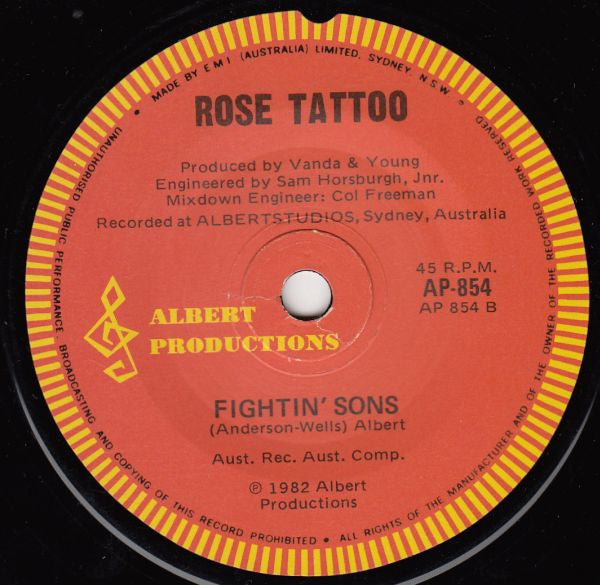 MADE BY EMI (AUSTRALIA) LIMITED, SYDNEY, N.S.W.
ROSE TATTOO
Produced by Vanda & Young
Engineered by Sam Horsburgh, Jnr.
Mixdown Engineer: Col Freeman
Recorded at ALBERTSTUDIOS, Sydney, Australia
45 R.P.M.
AP-854
AP 854 B
ALBERT
PRODUCTIONS
FIGHTIN' SONS
(Anderson-Wells) Albert
Aust. Rec. Aust. Comp.
℗ 1982 Albert
Productions
UNAUTHORISED PUBLIC PERFORMANCE BROADCASTING AND COPYING OF THIS RECORD PROHIBITED • ALL RIGHTS OF THE MANUFACTURER AND OF THE OWNER OF THE RECORDED WORK RESERVED